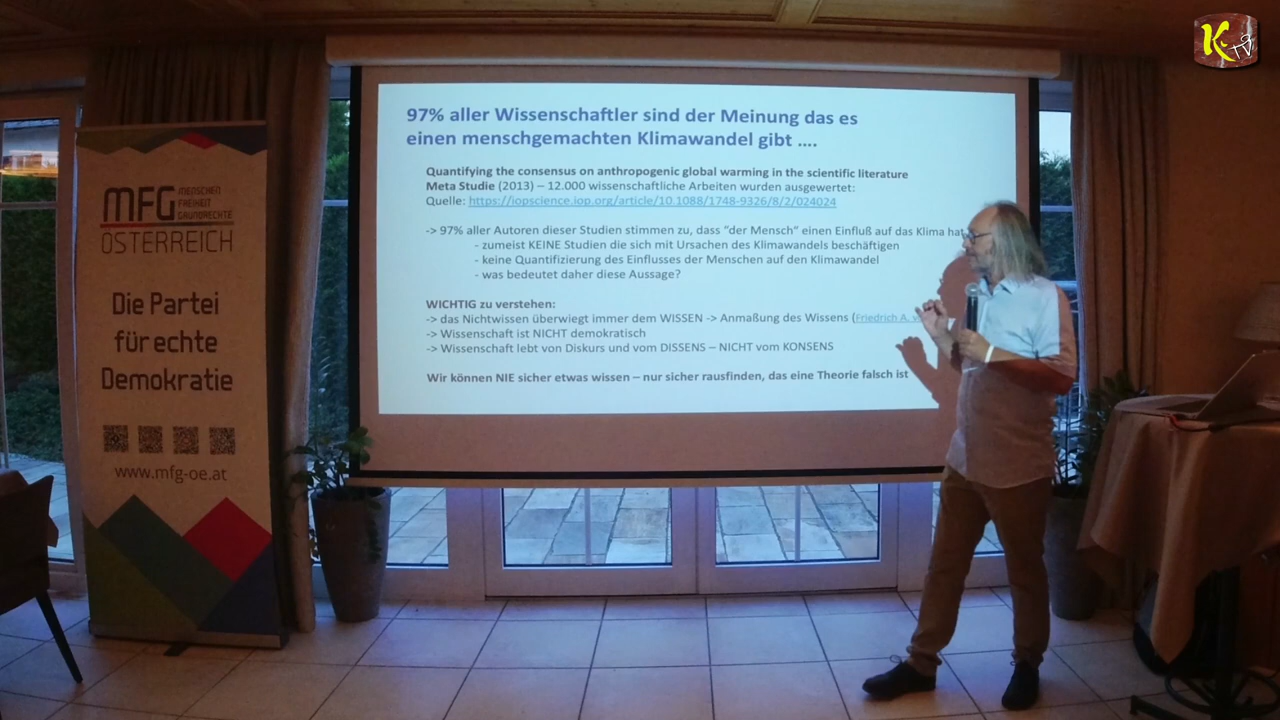 K TV
97% aller Wissenschaftler sind der Meinung das es
einen menschgemachten Klimawandel gibt ....
Quantifying the consensus on anthropogenic global warming in the scientific literature
Meta Studie (2013) – 12.000 wissenschaftliche Arbeiten wurden ausgewertet:
Quelle: https://iopscience.iop.org/article/10.1088/1748-9326/8/2/024024
-> 97% aller Autoren dieser Studien stimmen zu, dass "der Mensch" einen Einfluß auf das Klima hat
- zumeist KEINE Studien die sich mit Ursachen des Klimawandels beschäftigen
- keine Quantifizierung des Einflusses der Menschen auf den Klimawandel
- was bedeutet daher diese Aussage?
WICHTIG zu verstehen:
-> das Nichtwissen überwiegt immer dem WISSEN -> Anmaßung des Wissens (Friedrich A.
-> Wissenschaft ist NICHT demokratisch
-> Wissenschaft lebt von Diskurs und vom DISSENS – NICHT vom KONSENS
Wir können NIE sicher etwas wissen – nur sicher rausfinden, das eine Theorie falsch ist
MFG MENSCHEN
FREIHEIT
GRUNDRECHTE
ÖSTERREICH
Die Partei
für echte
Demokratie
www.mfg-oe.at